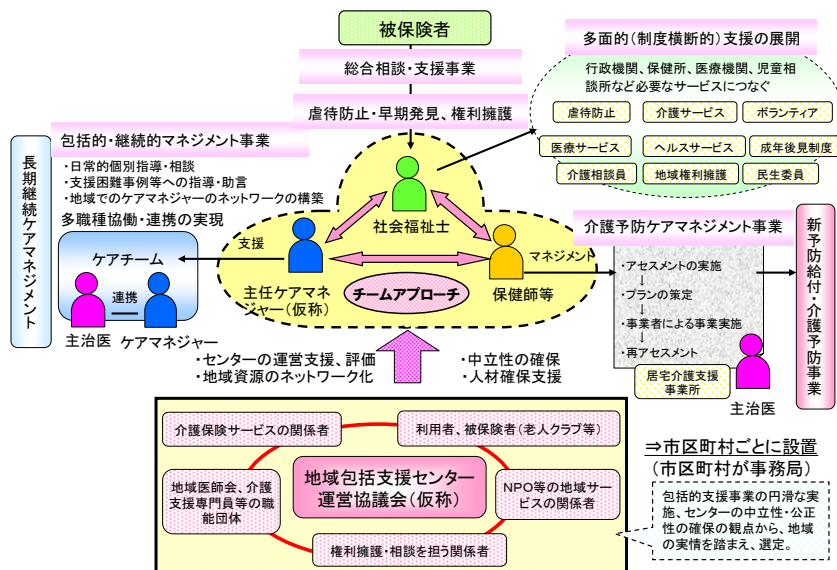 被保険者
総合相談・支援事業
虐待防止・早期発見、権利擁護
多面的(制度横断的)支援の展開
行政機関、保健所、医療機関、児童相
談所など必要なサービスにつなぐ
虐待防止
介護サービス
ボランティア
医療サービス
ヘルスサービス
成年後見制度
介護相談員
地域権利擁護
民生委員
長期継続ケアマネジメント
包括的・継続的マネジメント事業
・日常的個別指導・相談
・支援困難事例等への指導・助言
・地域でのケアマネジャーのネットワークの構築
多職種協働・連携の実現
ケアチーム
連携
主治医
ケアマネジャー
支援
社会福祉士
主任ケアマネ
ジャー(仮称)
チームアプローチ
保健師等
マネジメント
介護予防ケアマネジメント事業
・アセスメントの実施
↓
・プランの策定
↓
・事業者による事業実施
↓
・再アセスメント
居宅介護支援
事業所
主治医
新予防給付・介護予防事業
・センターの運営支援、評価
・地域資源のネットワーク化
・中立性の確保
・人材確保支援
介護保険サービスの関係者
利用者、被保険者(老人クラブ等)
地域医師会、介護
支援専門員等の職
能団体
地域包括支援センター
運営協議会(仮称)
NPO等の地域サー
ビスの関係者
権利擁護・相談を担う関係者
⇒市区町村ごとに設置
(市区町村が事務局)
包括的支援事業の円滑な実
施、センターの中立性・公正
性の確保の観点から、地域
の実情を踏まえ、選定。